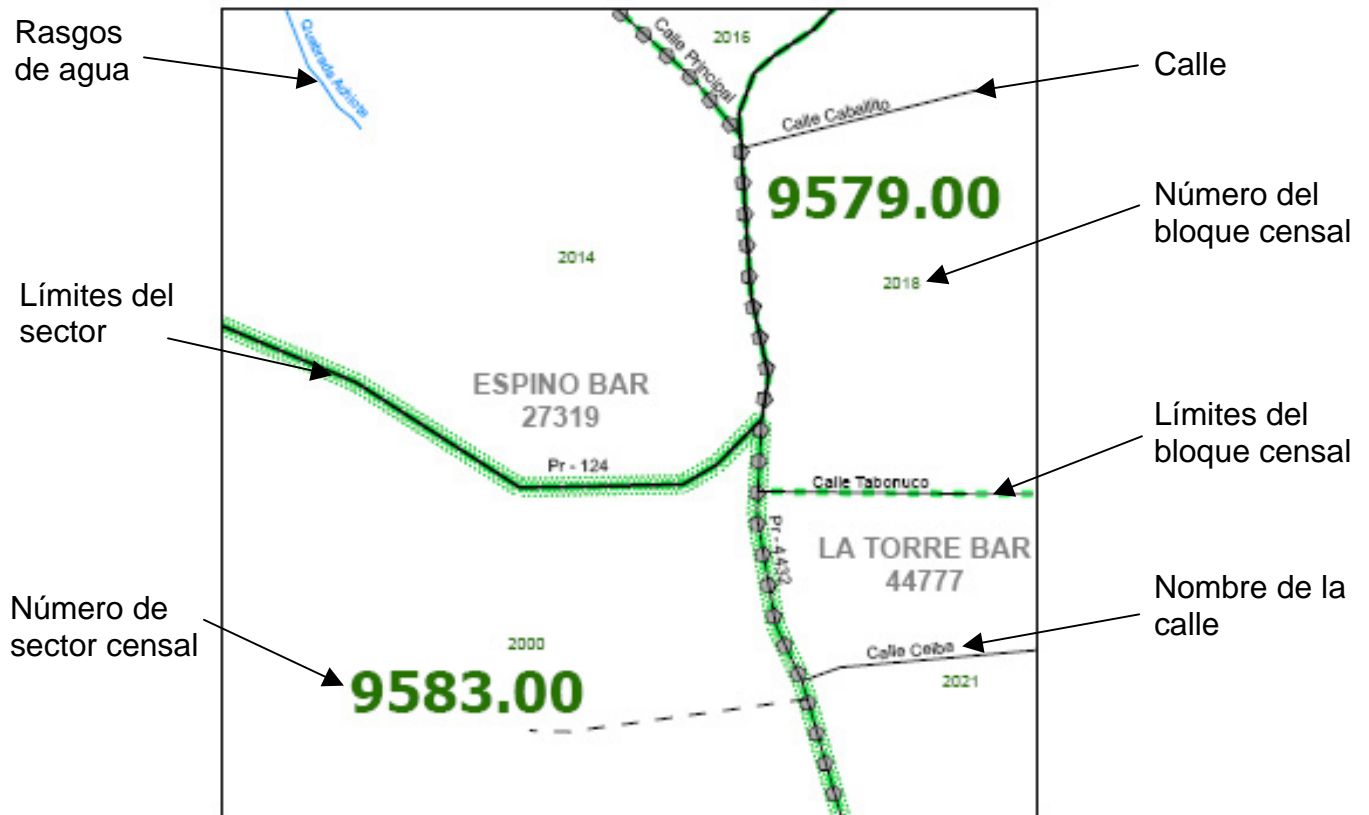 Rasgos
de agua
Límites del
sector
Número de
sector censal
Quebrada Achiote
Calle Principal
2016
Calle Caballito
9579.00
2014
2018
ESPINO BAR
27319
Pr - 124
Calle Tabonuco
Pr - 4432
LA TORRE BAR
44777
2000
Calle Ceiba
9583.00
2021
Calle
Número del
bloque censal
Límites del
bloque censal
Nombre de la
calle